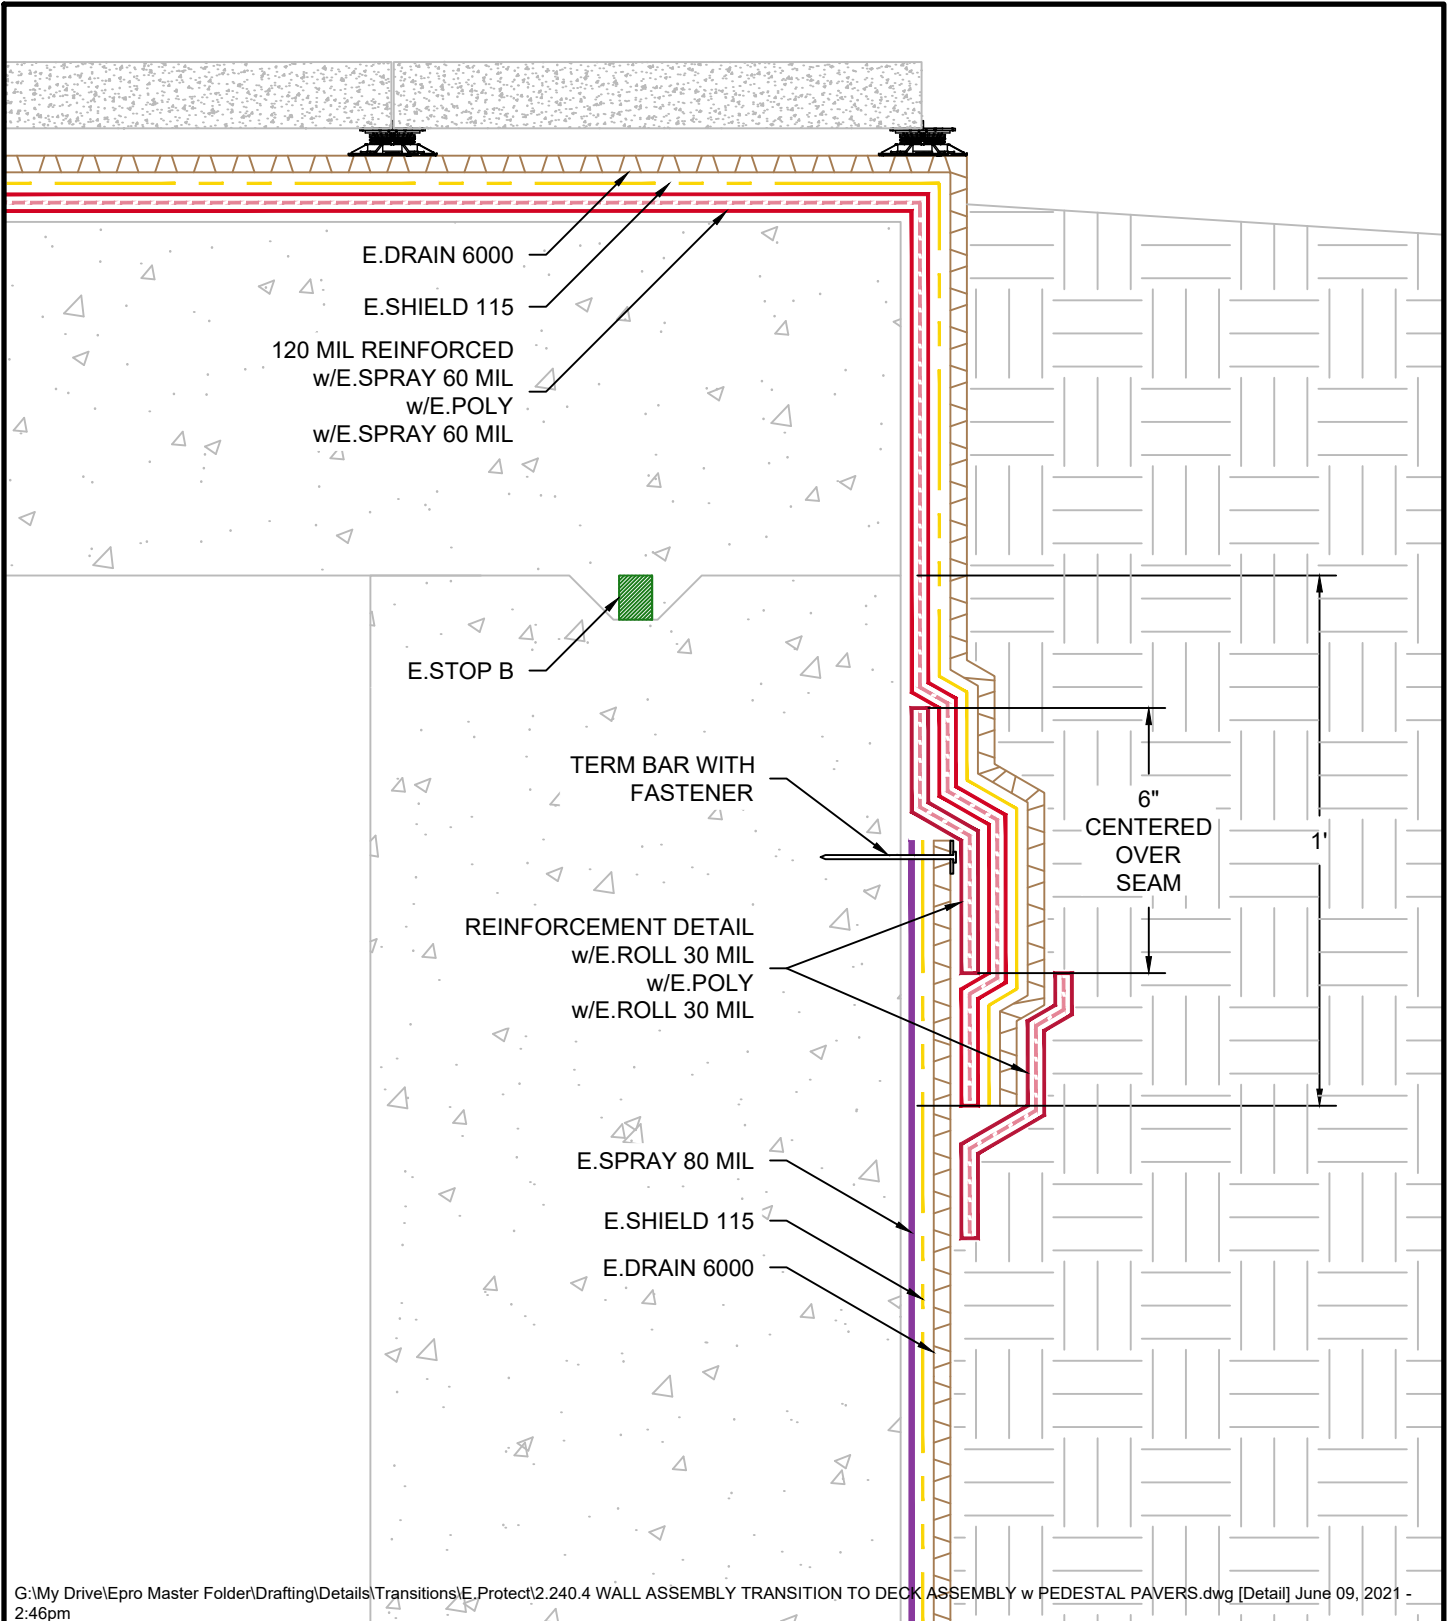 E.DRAIN 6000
E.SHIELD 115
120 MIL REINFORCED
w/E.SPRAY 60 MIL
w/E.POLY
w/E.SPRAY 60 MIL
E.STOP B
TERM BAR WITH
FASTENER
6"
CENTERED
OVER
SEAM
1'
REINFORCEMENT DETAIL
w/E.ROLL 30 MIL
w/E.POLY
w/E.ROLL 30 MIL
E.SPRAY 80 MIL
E.SHIELD 115
E.DRAIN 6000
G:\My Drive\Epro Master Folder\Drafting\Details\Transitions\E.Protect\2.240.4 WALL ASSEMBLY TRANSITION TO DECK ASSEMBLY w PEDESTAL PAVERS.dwg [Detail] June 09, 2021 -
2:46pm